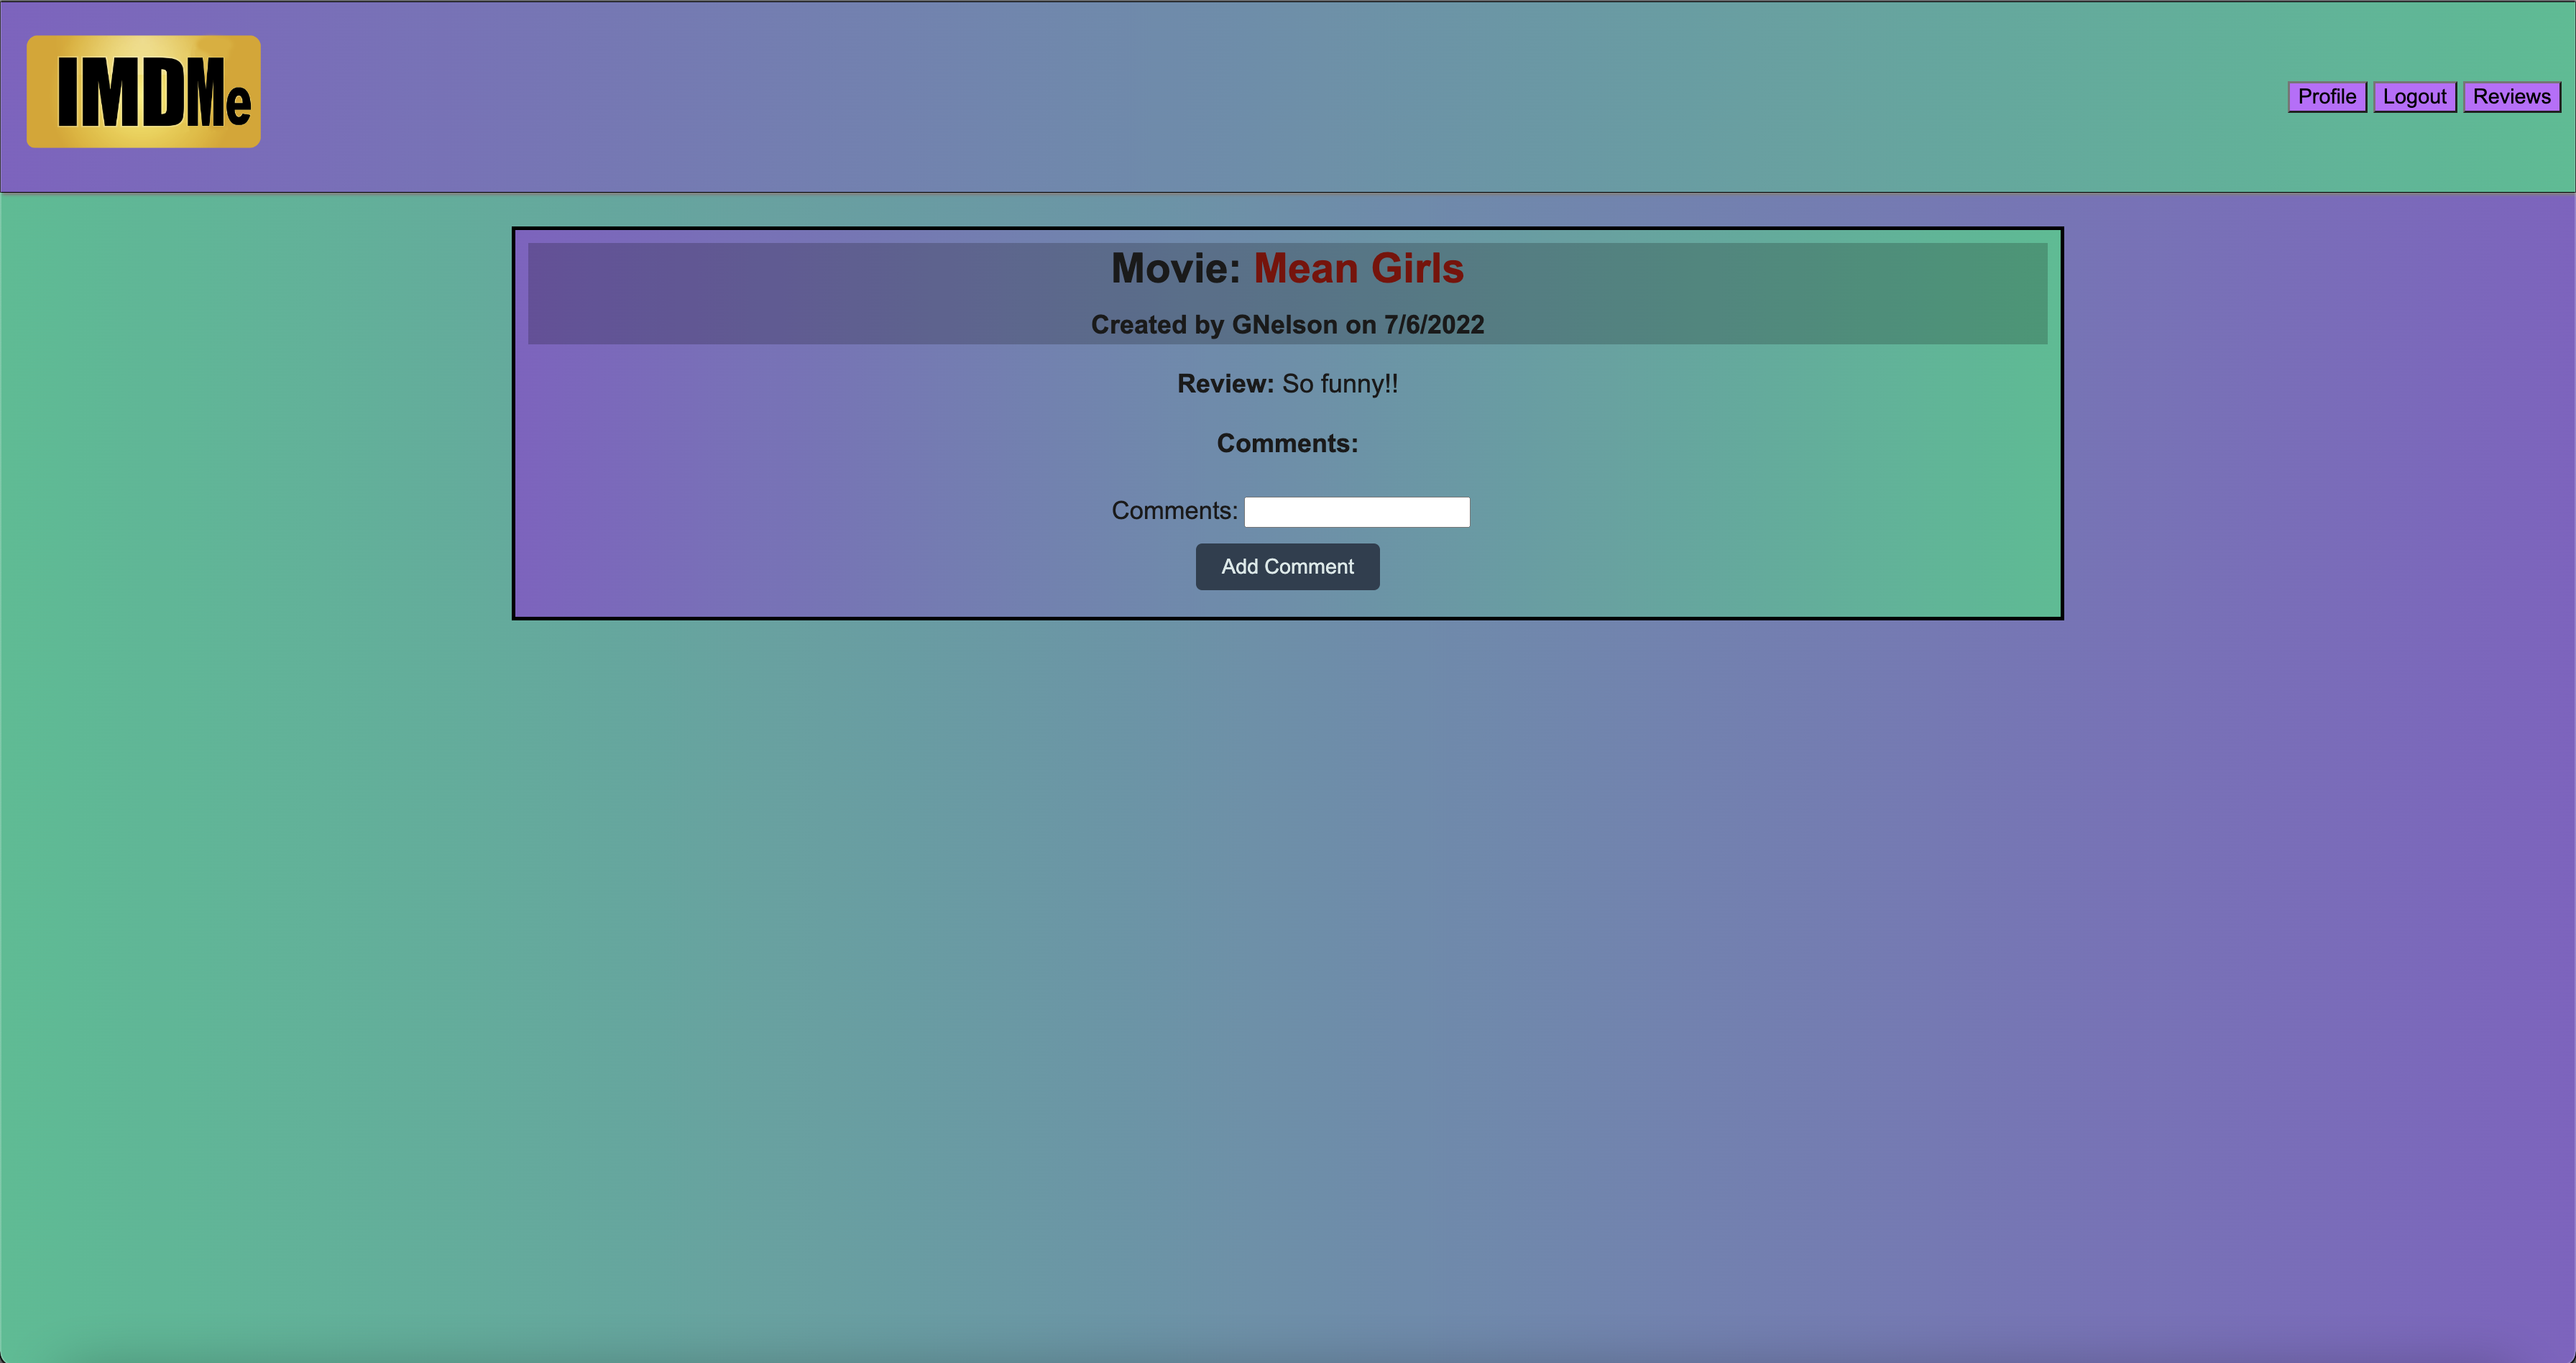 IMDMe
Profile Logout Reviews
Movie: Mean Girls
Created by GNelson on 7/6/2022
Review: So funny!!
Comments:
Comments:
Add Comment